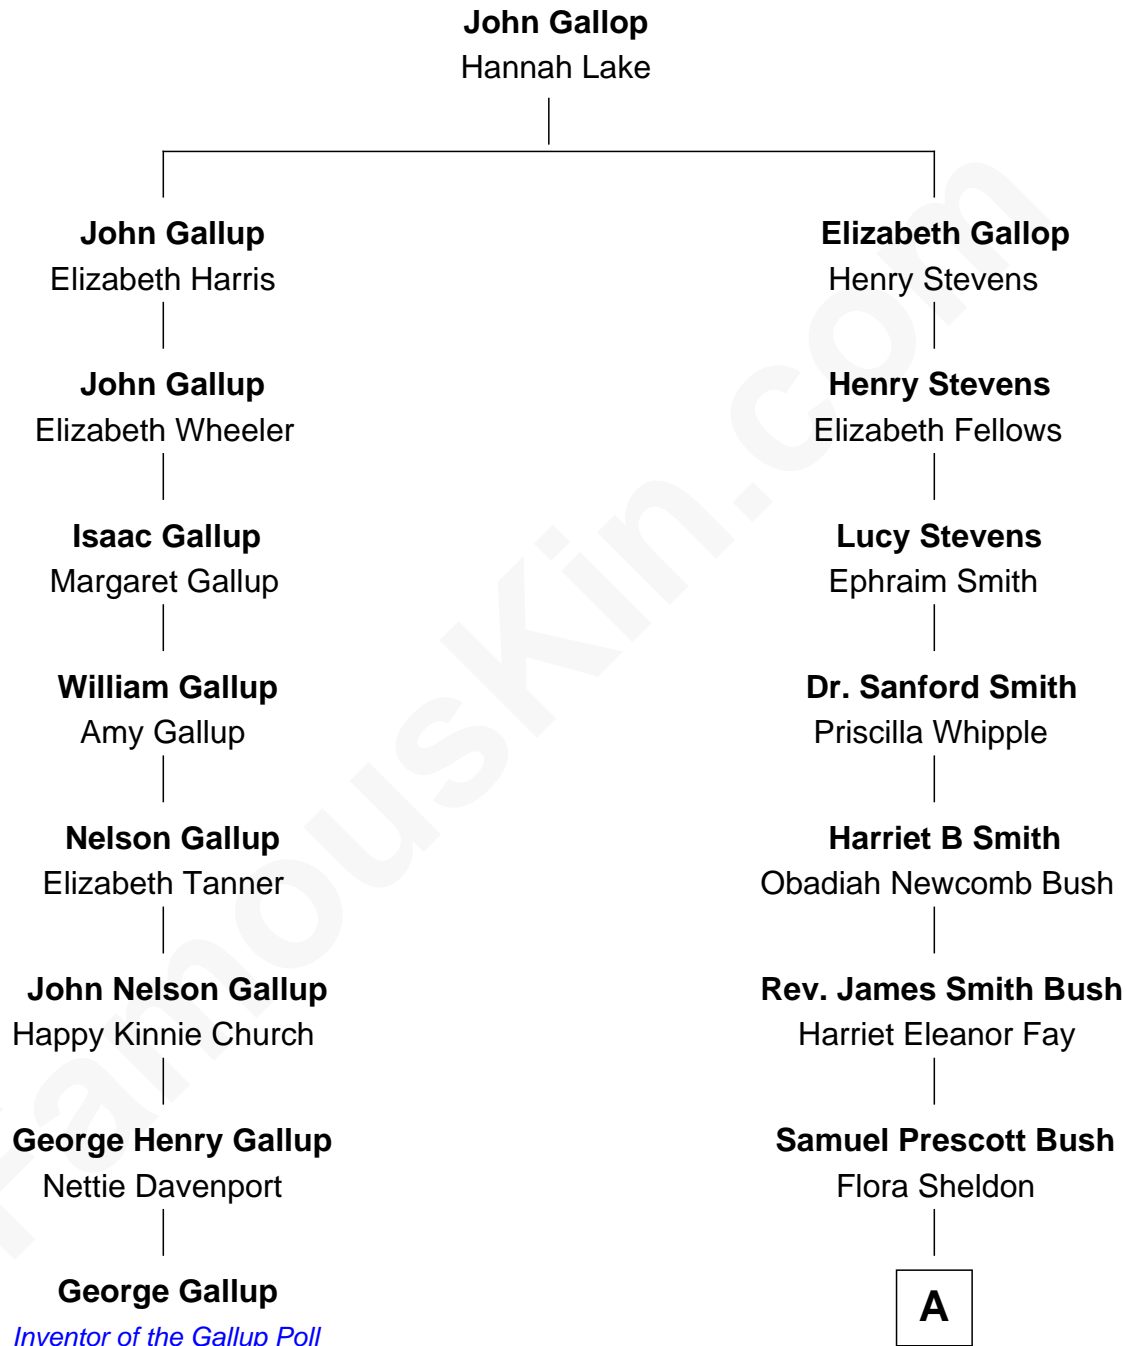 John Gallop
Hannah Lake
John Gallup
Elizabeth Harris
Elizabeth Gallop
Henry Stevens
John Gallup
Elizabeth Wheeler
Henry Stevens
Elizabeth Fellows
Isaac Gallup
Margaret Gallup
Lucy Stevens
Ephraim Smith
William Gallup
Amy Gallup
Dr. Sanford Smith
Priscilla Whipple
Nelson Gallup
Elizabeth Tanner
Harriet B Smith
Obadiah Newcomb Bush
John Nelson Gallup
Happy Kinnie Church
Rev. James Smith Bush
Harriet Eleanor Fay
George Henry Gallup
Nettie Davenport
Samuel Prescott Bush
Flora Sheldon
George Gallup
Inventor of the Gallup Poll
A
FamousKin.com